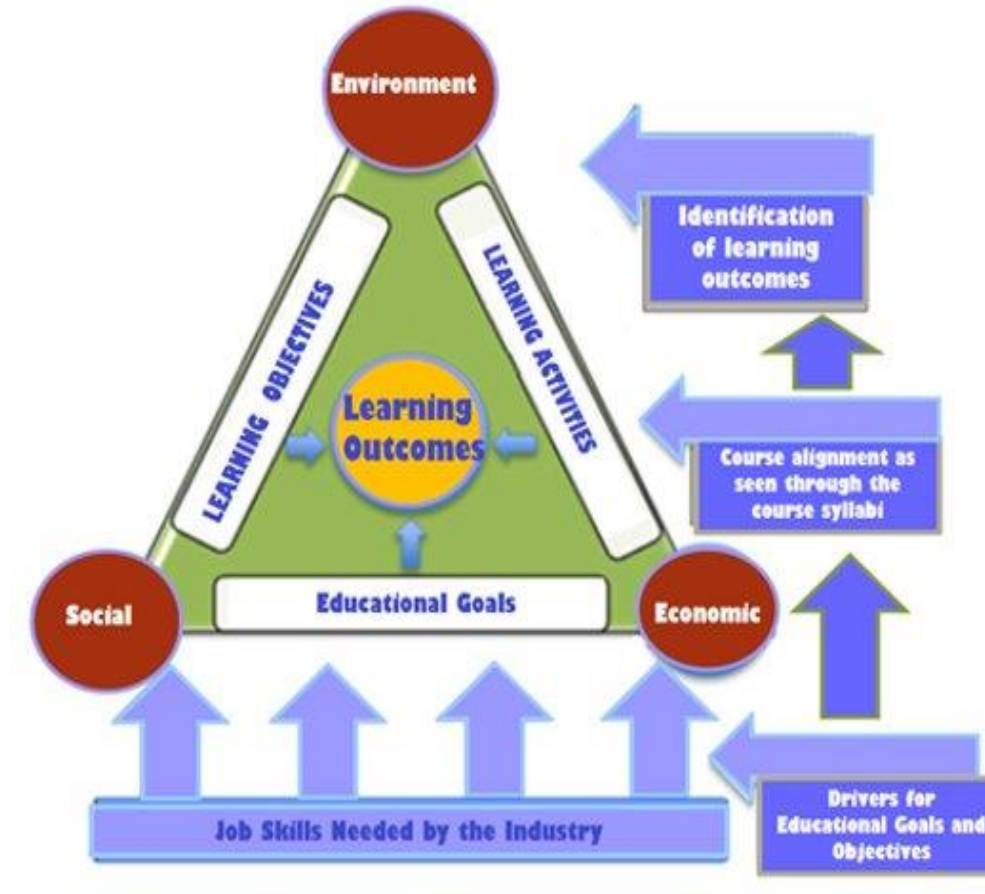 Environment
Identification
of learning
outcomes
LEARNING OBJECTIVES
LEARNING ACTIVITIES
Learning
Outcomes
Course alignment as
seen through the
course syllabi
Social
Educational Goals
Economic
Job Skills Needed by the Industry
Drivers for
Educational Goals and
Objectives